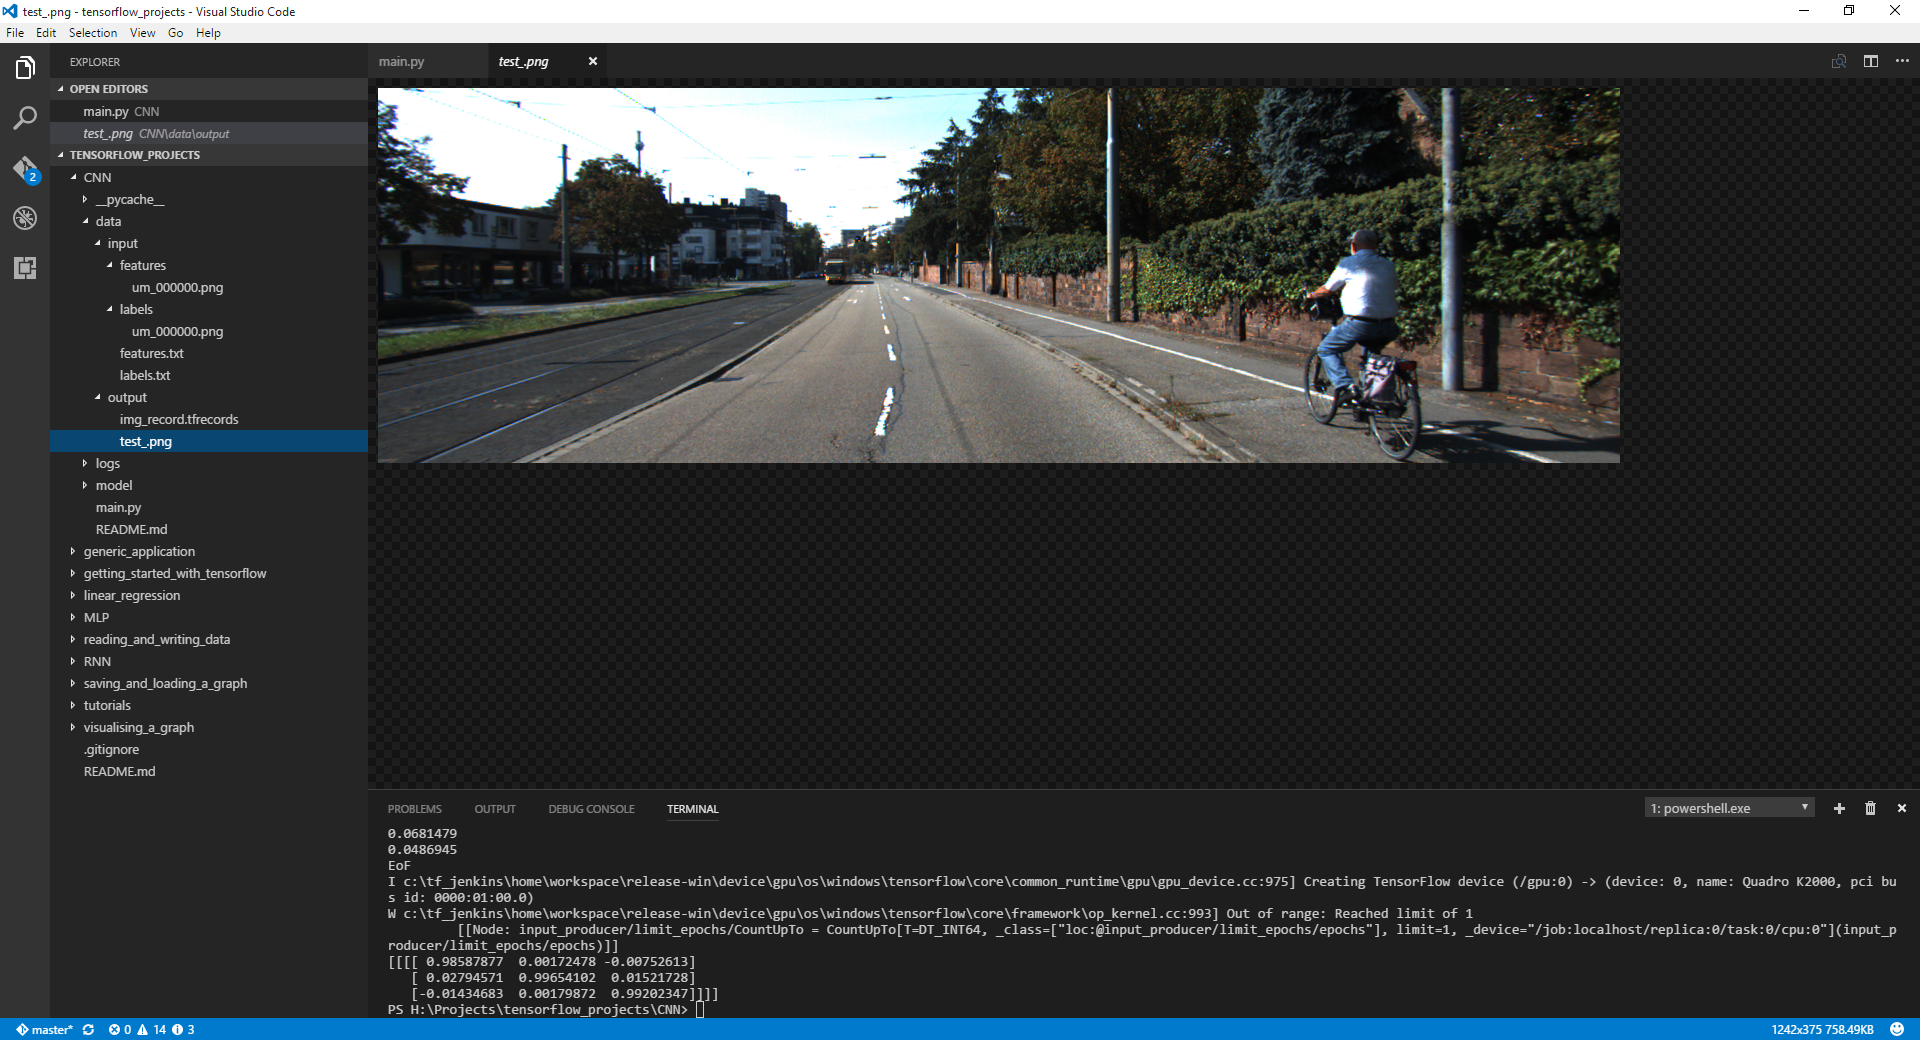 test_.png - tensorflow_projects - Visual Studio Code
File Edit Selection View Go Help
EXPLORER
OPEN EDITORS
main.py CNN
test_.png CNN\data\output
TENSORFLOW_PROJECTS
CNN
__pycache__
data
input
features
um_000000.png
labels
um_000000.png
features.txt
labels.txt
output
img_record.tfrecords
test_.png
logs
model
main.py
README.md
generic_application
getting_started_with_tensorflow
linear_regression
MLP
reading_and_writing_data
RNN
saving_and_loading_a_graph
tutorials
visualising_a_graph
.gitignore
README.md
2
main.py test_.png
PROBLEMS OUTPUT DEBUG CONSOLE TERMINAL 1: powershell.exe
0.0681479
0.0486945
EoF
I c:\tf_jenkins\home\workspace\release-win\device\gpu\os\windows\tensorflow\core\common_runtime\gpu\gpu_device.cc:975] Creating TensorFlow device (/gpu:0) -> (device: 0, name: Quadro K2000, pci bu
s id: 0000:01:00.0)
W c:\tf_jenkins\home\workspace\release-win\device\gpu\os\windows\tensorflow\core\framework\op_kernel.cc:993] Out of range: Reached limit of 1
[[Node: input_producer/limit_epochs/CountUpTo = CountUpTo[T=DT_INT64, _class=["loc:@input_producer/limit_epochs/epochs"], limit=1, _device="/job:localhost/replica:0/task:0/cpu:0"](input_p
roducer/limit_epochs/epochs)]]
[[[[ 0.98587877 0.00172478 -0.00752613]
[ 0.02794571 0.99654102 0.01521728]
[-0.01434683 0.00179872 0.99202347]]]]
PS H:\Projects\tensorflow_projects\CNN>
master* 0 14 3 1242x375 758.49KB